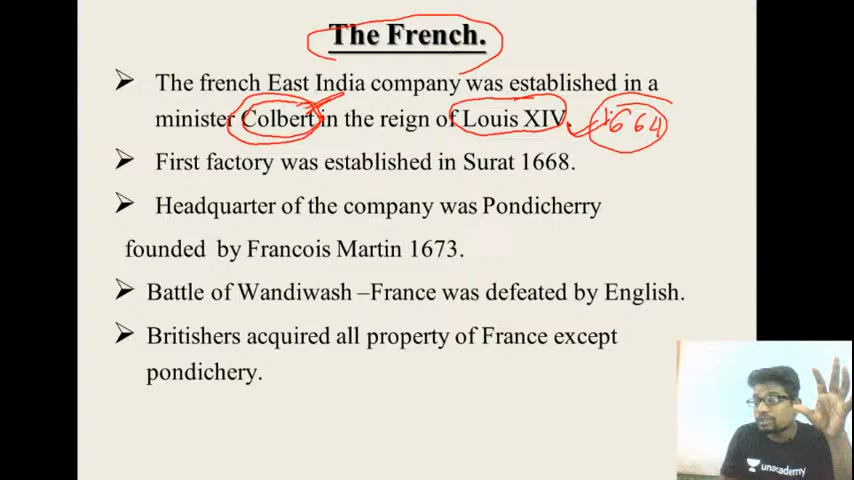 The French.
➤ The french East India company was established in a
minister Colbert in the reign of Louis XIV. 1664
➤ First factory was established in Surat 1668.
➤ Headquarter of the company was Pondicherry
founded by Francois Martin 1673.
➤ Battle of Wandiwash –France was defeated by English.
➤ Britishers acquired all property of France except
pondichery.
unacademy